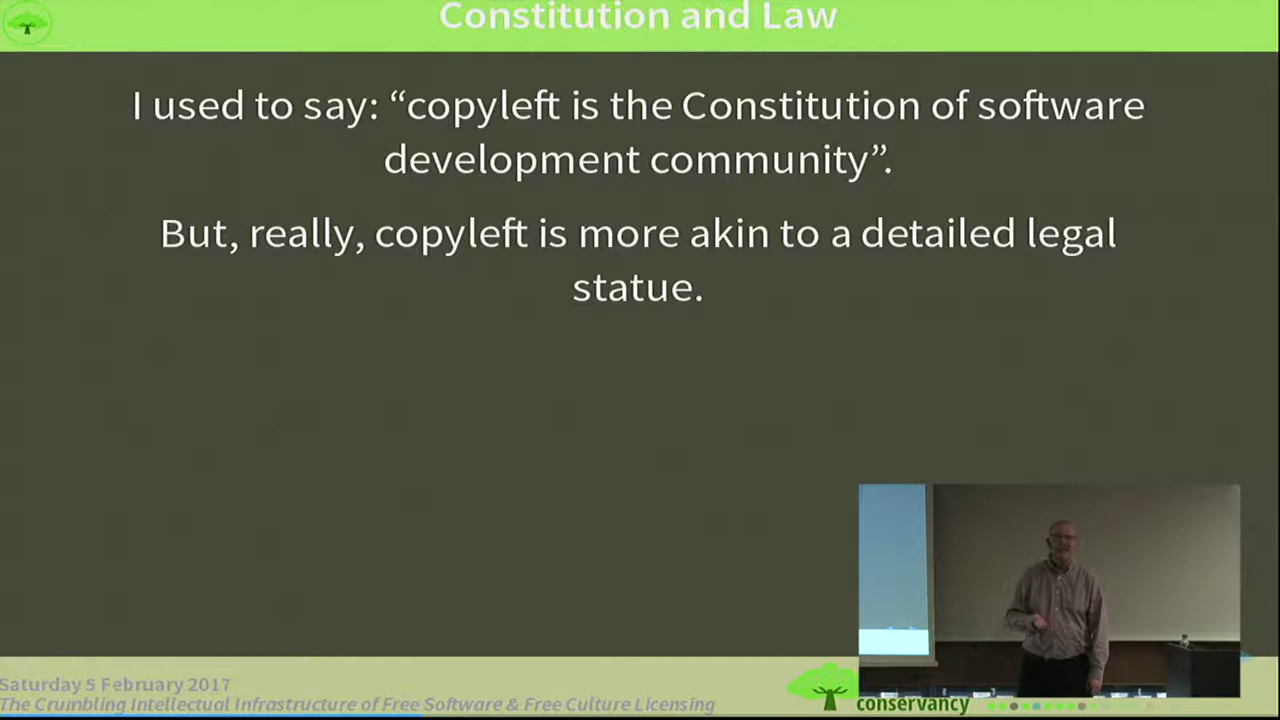 Constitution and Law
I used to say: “copyleft is the Constitution of software
development community”.
But, really, copyleft is more akin to a detailed legal
statue.
Saturday 5 February 2017
The Crumbling Intellectual Infrastructure of Free Software & Free Culture Licensing
conservancy